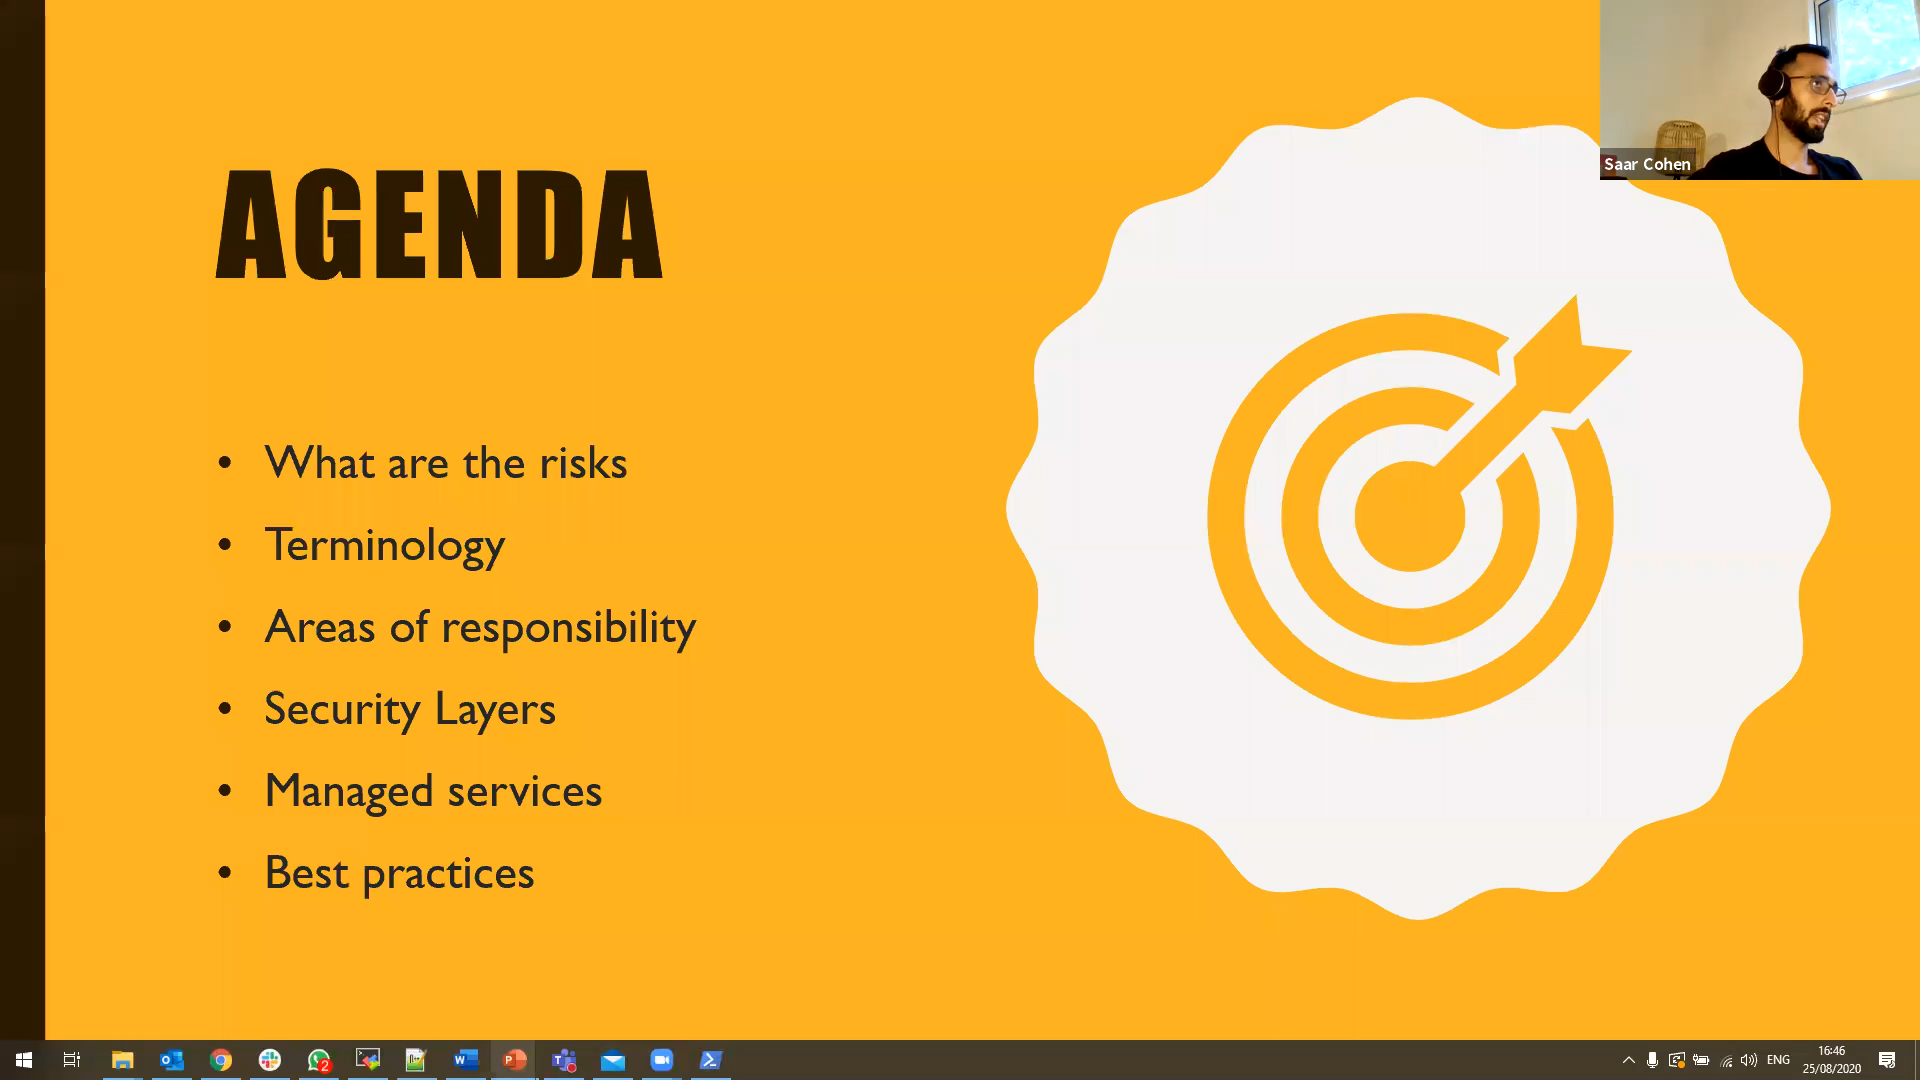 AGENDA
• What are the risks
• Terminology
• Areas of responsibility
• Security Layers
• Managed services
• Best practices
Saar Cohen
2
ENG
16:46
25/08/2020